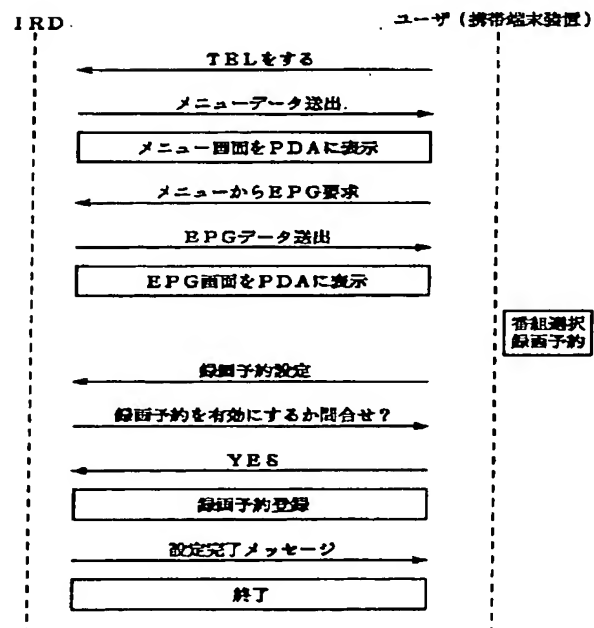 IRD
ユーザ（携帯端末装置）
TELをする
メニューデータ送出
メニュー画面をPDAに表示
メニューからEPG要求
EPGデータ送出
EPG画面をPDAに表示
番組選択
録画予約
録画予約設定
録画予約を有効にするか問合せ？
YES
録画予約登録
設定完了メッセージ
終了